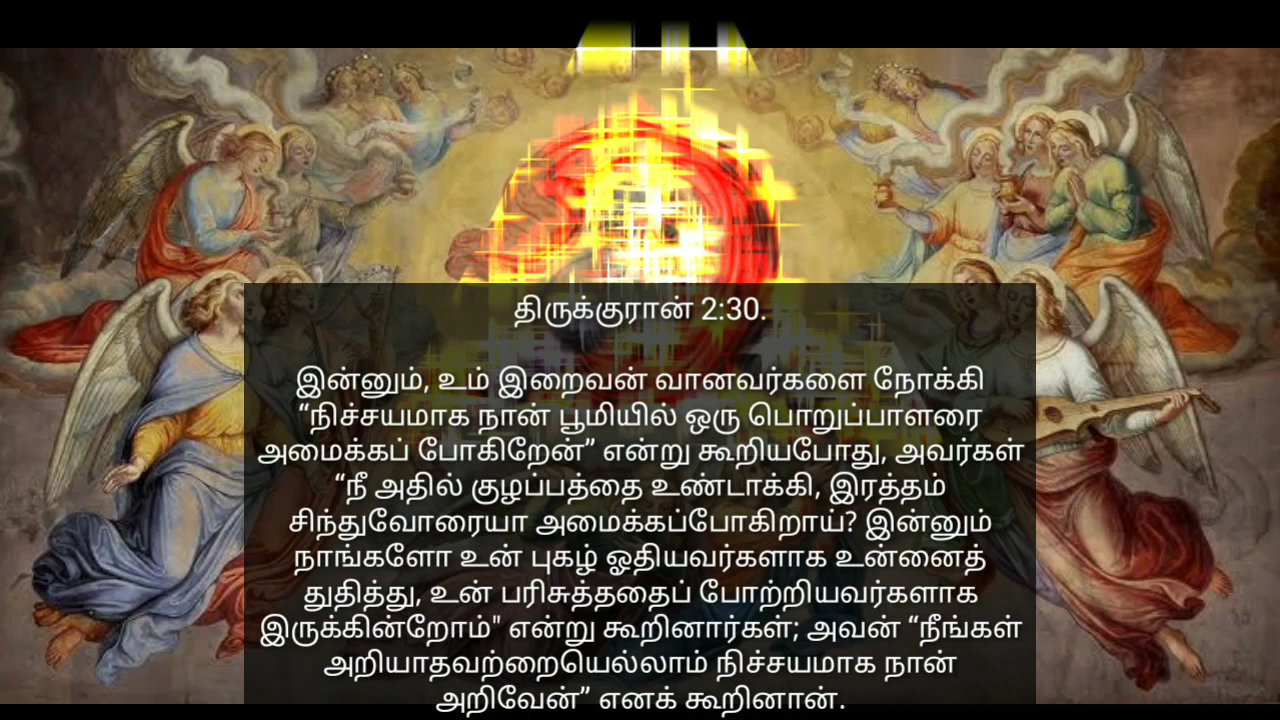 திருக்குரான் 2:30.
இன்னும், உம் இறைவன் வானவர்களை நோக்கி
“நிச்சயமாக நான் பூமியில் ஒரு பொறுப்பாளரை
அமைக்கப் போகிறேன்” என்று கூறியபோது, அவர்கள்
“நீ அதில் குழப்பத்தை உண்டாக்கி, இரத்தம்
சிந்துவோரையா அமைக்கப்போகிறாய்? இன்னும்
நாங்களோ உன் புகழ் ஓதியவர்களாக உன்னைத்
துதித்து, உன் பரிசுத்ததைப் போற்றியவர்களாக
இருக்கின்றோம்" என்று கூறினார்கள்; அவன் “நீங்கள்
அறியாதவற்றையெல்லாம் நிச்சயமாக நான்
அறிவேன்” எனக் கூறினான்.